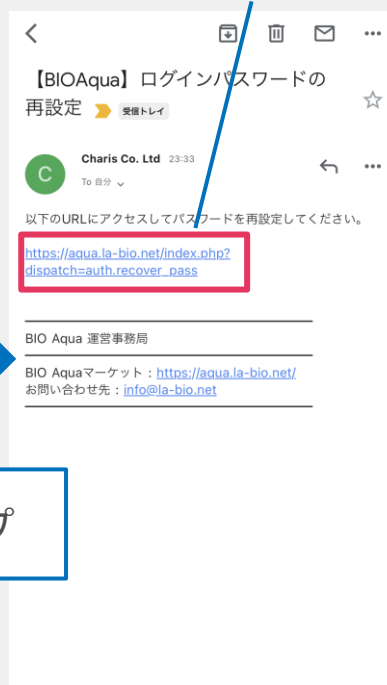 【BIOAqua】ログインパスワードの
再設定 受信トレイ
C
Charis Co. Ltd 23:33
To 自分
以下のURLにアクセスしてパスワードを再設定してください。
https://aqua.la-bio.net/index.php?
dispatch=auth.recover_pass
BIO Aqua 運営事務局
BIO Aquaマーケット：https://aqua.la-bio.net/
お問い合わせ先：info@la-bio.net
プ